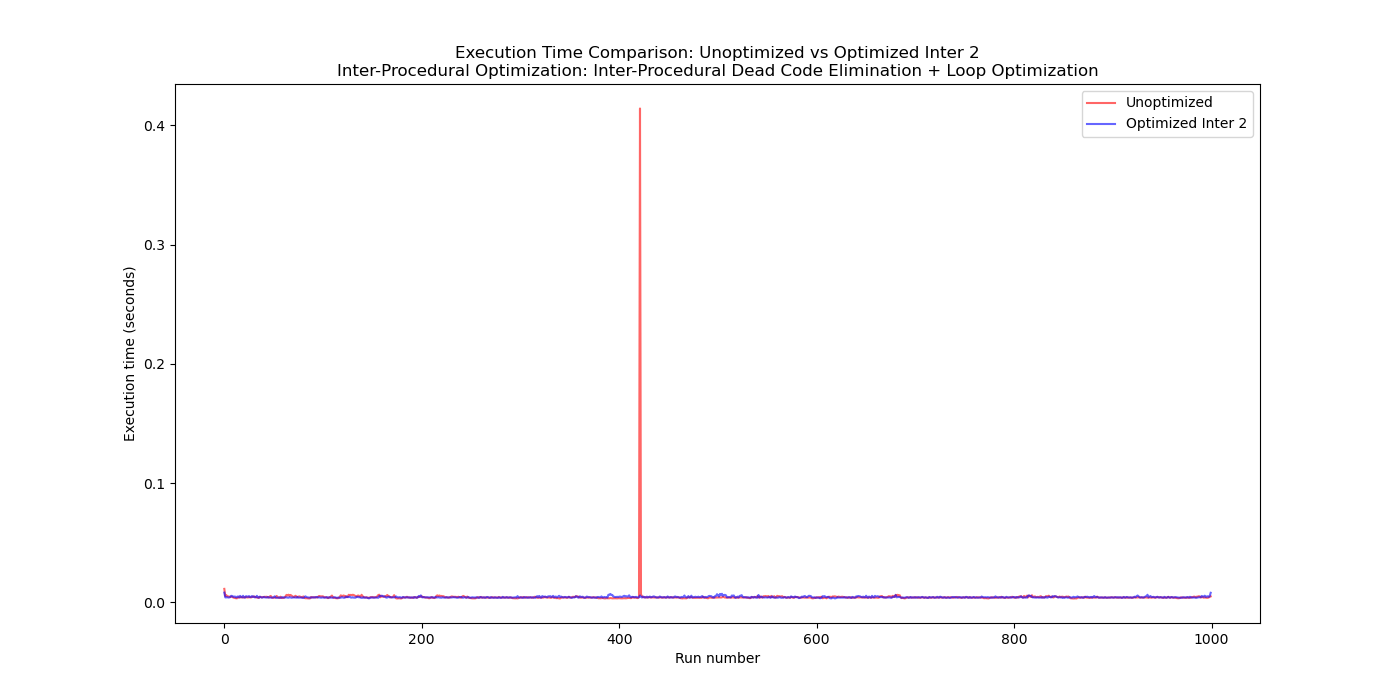 Execution Time Comparison: Unoptimized vs Optimized Inter 2
Inter-Procedural Optimization: Inter-Procedural Dead Code Elimination + Loop Optimization
Unoptimized
Optimized Inter 2
Execution time (seconds)
0.4
0.3
0.2
0.1
0.0
0
200
400
600
800
1000
Run number